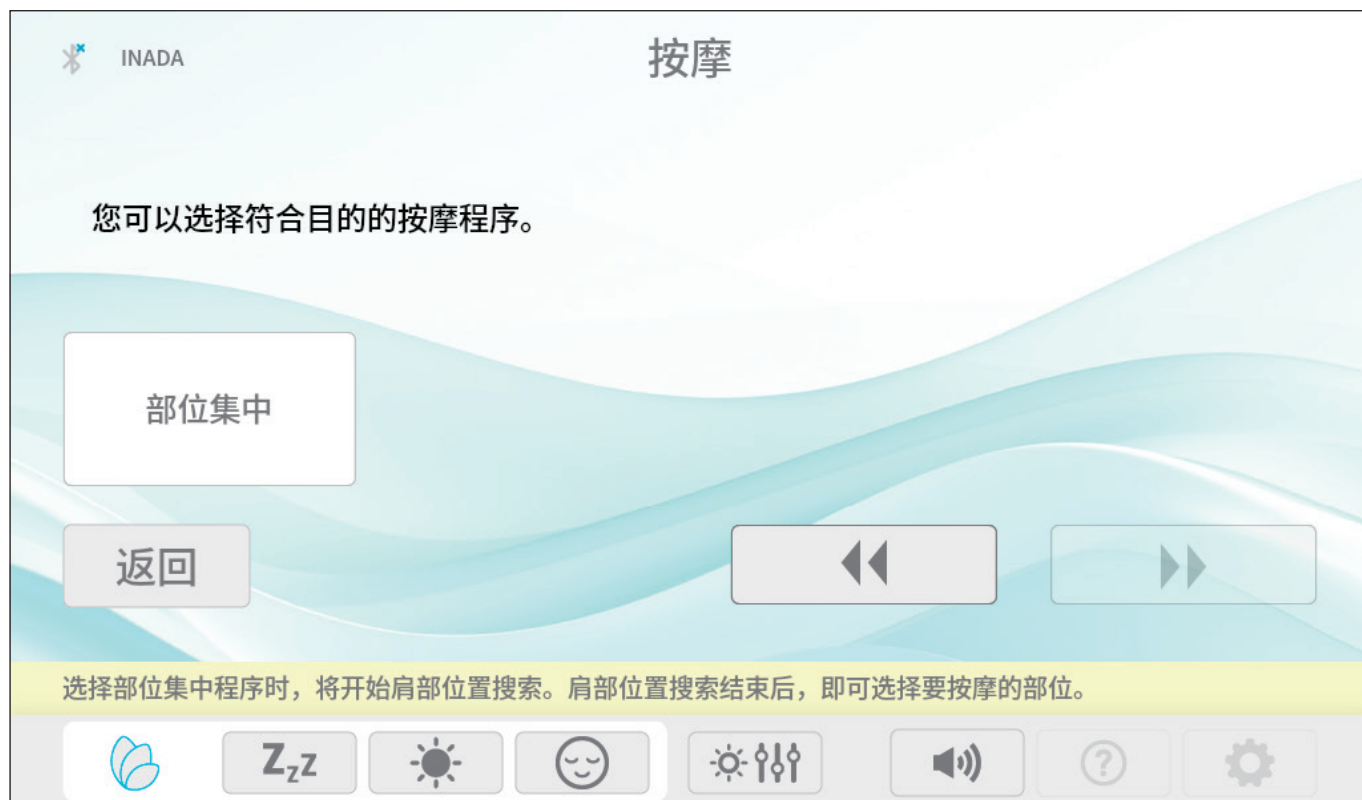 INADA
按摩
您可以选择符合目的的按摩程序。
部位集中
返回
选择部位集中程序时，将开始肩部位置搜索。肩部位置搜索结束后，即可选择要按摩的部位。
ZzZ
?